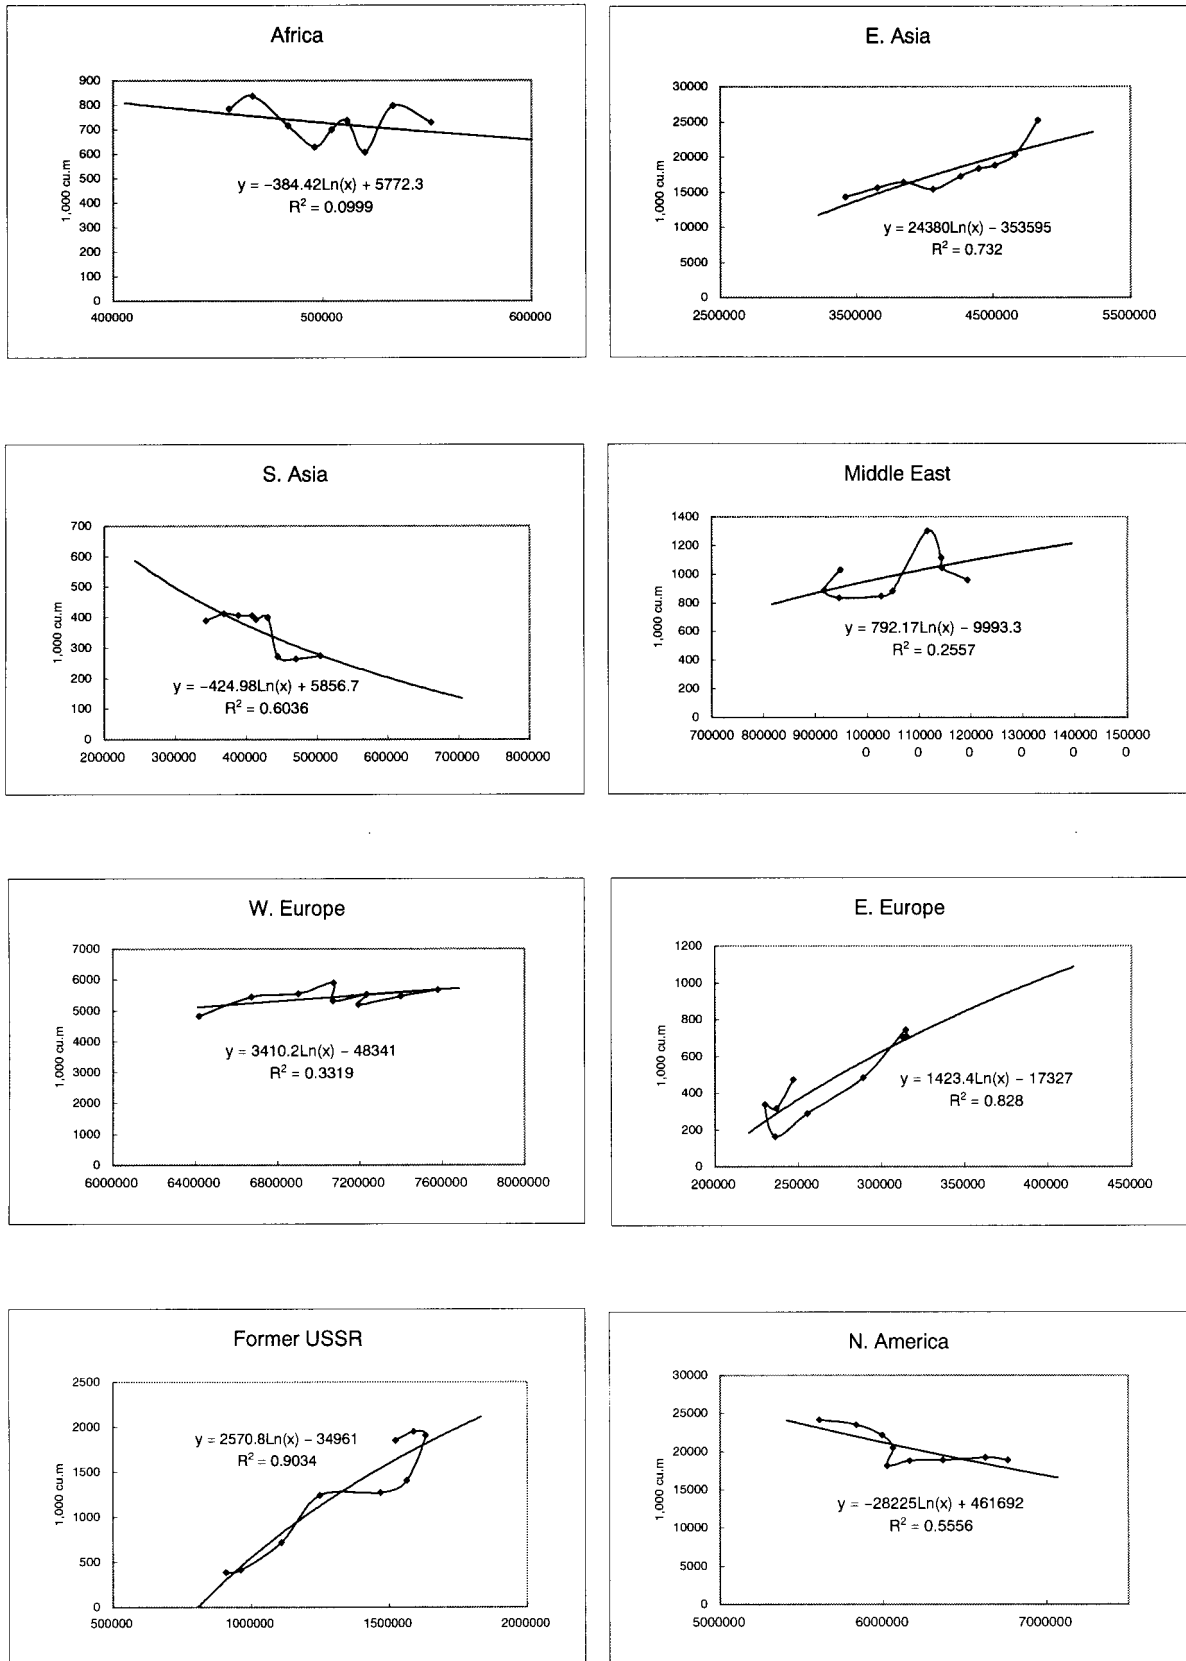 Africa
900
800
700
600
500
400
300
200
100
0
1,000 cu.m
y = −384.42Ln(x) + 5772.3
R² = 0.0999
400000 500000 600000
E. Asia
30000
25000
20000
15000
10000
5000
0
1,000 cu.m
y = 24380Ln(x) − 353595
R² = 0.732
2500000 3500000 4500000 5500000
S. Asia
700
600
500
400
300
200
100
0
1,000 cu.m
y = −424.98Ln(x) + 5856.7
R² = 0.6036
200000 300000 400000 500000 600000 700000 800000
Middle East
1400
1200
1000
800
600
400
200
0
1,000 cu.m
y = 792.17Ln(x) − 9993.3
R² = 0.2557
700000 800000 900000 100000 110000 120000 130000 140000 150000
0 0 0 0 0 0
W. Europe
7000
6000
5000
4000
3000
2000
1000
0
1,000 cu.m
y = 3410.2Ln(x) − 48341
R² = 0.3319
6000000 6400000 6800000 7200000 7600000 8000000
E. Europe
1200
1000
800
600
400
200
0
1,000 cu.m
y = 1423.4Ln(x) − 17327
R² = 0.828
200000 250000 300000 350000 400000 450000
Former USSR
2500
2000
1500
1000
500
0
1,000 cu.m
y = 2570.8Ln(x) − 34961
R² = 0.9034
500000 1000000 1500000 2000000
N. America
30000
25000
20000
15000
10000
5000
0
1,000 cu.m
y = −28225Ln(x) + 461692
R² = 0.5556
5000000 6000000 7000000